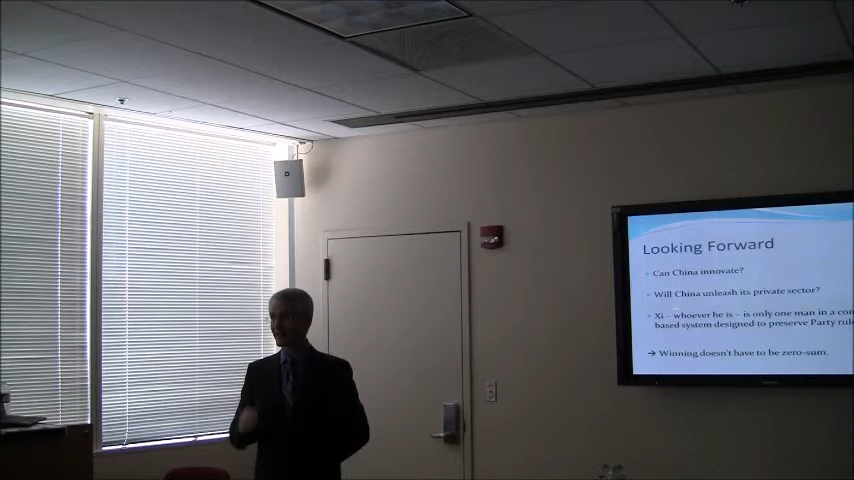 Looking Forward
Can China innovate?
Will China unleash its private sector?
Xi – whoever he is – is only one man in a
based system designed to preserve Party rule
→ Winning doesn't have to be zero-sum.